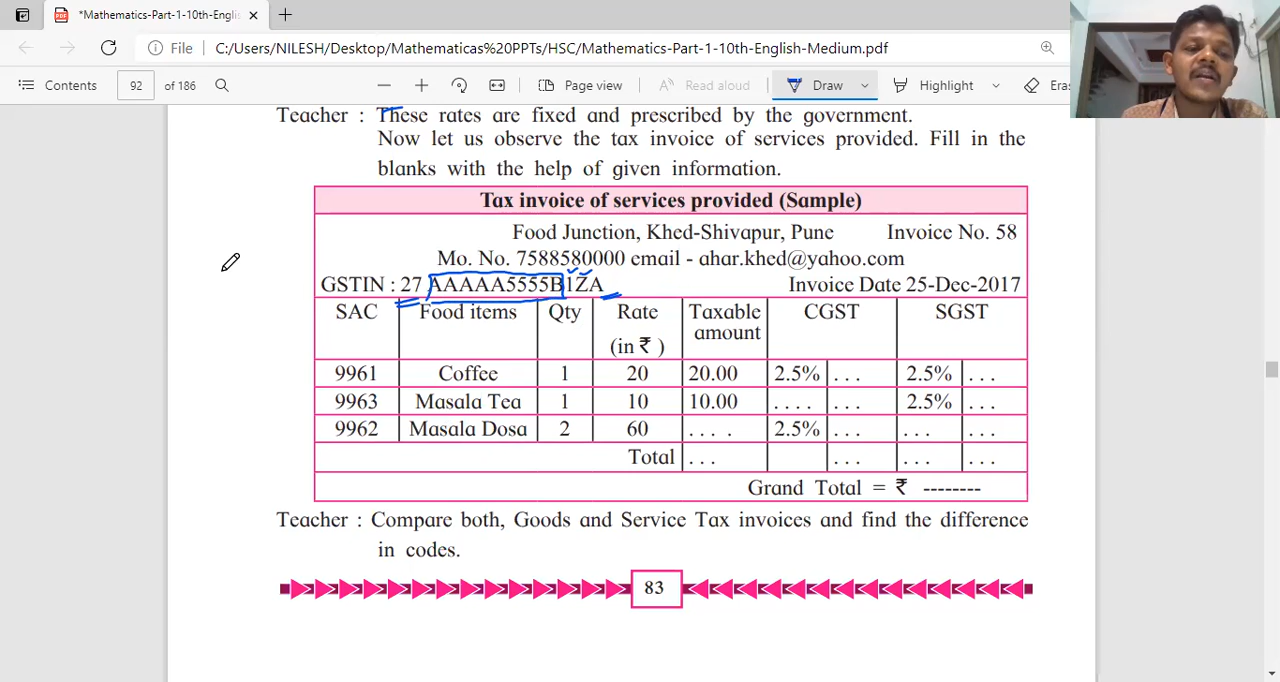 *Mathematics-Part-1-10th-Englis
File C:/Users/NILESH/Desktop/Mathematicas%20PPTs/HSC/Mathematics-Part-1-10th-English-Medium.pdf
Contents 92 of 186 Page view Read aloud Draw Highlight Eras
Teacher : These rates are fixed and prescribed by the government.
Now let us observe the tax invoice of services provided. Fill in the
blanks with the help of given information.
Tax invoice of services provided (Sample)
Food Junction, Khed-Shivapur, Pune Invoice No. 58
Mo. No. 7588580000 email - ahar.khed@yahoo.com
GSTIN : 27 AAAAA5555B1ZA Invoice Date 25-Dec-2017
SAC Food items Qty Rate (in ₹ ) Taxable amount CGST SGST
9961 Coffee 1 20 20.00 2.5% . . . 2.5% . . .
9963 Masala Tea 1 10 10.00 . . . . . . . 2.5% . . .
9962 Masala Dosa 2 60 . . . . 2.5% . . . . . . . . .
Total . . . . . . . . . . . .
Grand Total = ₹ --------
Teacher : Compare both, Goods and Service Tax invoices and find the difference
in codes.
83